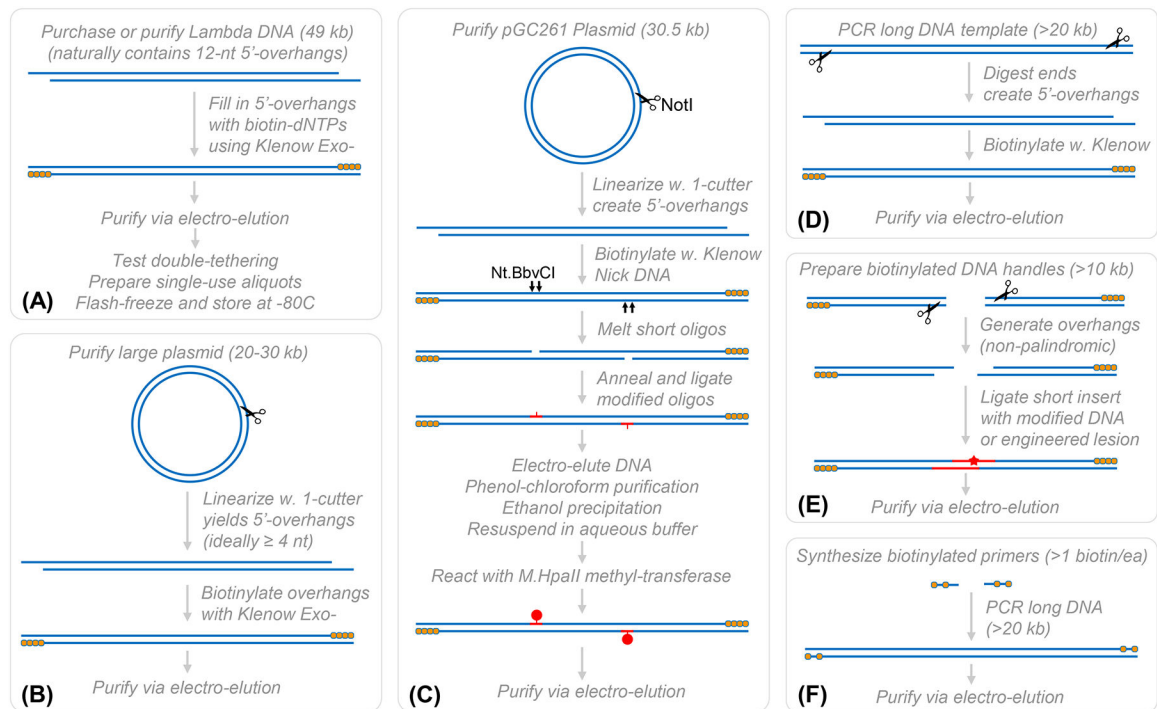 Purchase or purify Lambda DNA (49 kb)
(naturally contains 12-nt 5'-overhangs)
Fill in 5'-overhangs
with biotin-dNTPs
using Klenow Exo-
Purify via electro-elution
Test double-tethering
Prepare single-use aliquots
Flash-freeze and store at -80C
(A)
Purify large plasmid (20-30 kb)
Linearize w. 1-cutter
yields 5'-overhangs
(ideally ≥ 4 nt)
Biotinylate overhangs
with Klenow Exo-
Purify via electro-elution
(B)
Purify pGC261 Plasmid (30.5 kb)
NotI
Linearize w. 1-cutter
create 5'-overhangs
Biotinylate w. Klenow
Nick DNA
Nt.BbvCI
Melt short oligos
Anneal and ligate
modified oligos
Electro-elute DNA
Phenol-chloroform purification
Ethanol precipitation
Resuspend in aqueous buffer
React with M.HpaII methyl-transferase
Purify via electro-elution
(C)
PCR long DNA template (>20 kb)
Digest ends
create 5'-overhangs
Biotinylate w. Klenow
Purify via electro-elution
(D)
Prepare biotinylated DNA handles (>10 kb)
Generate overhangs
(non-palindromic)
Ligate short insert
with modified DNA
or engineered lesion
Purify via electro-elution
(E)
Synthesize biotinylated primers (>1 biotin/ea)
PCR long DNA
(>20 kb)
Purify via electro-elution
(F)